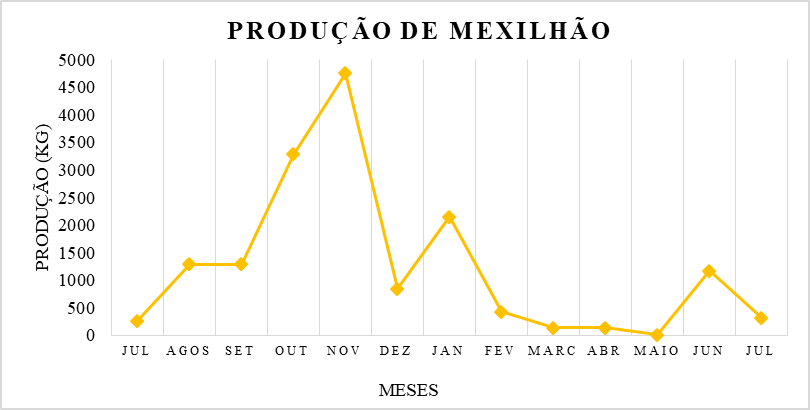 PRODUÇÃO DE MEXILHÃO
PRODUÇÃO (KG)
5000
4500
4000
3500
3000
2500
2000
1500
1000
500
0
JUL AGOS SET OUT NOV DEZ JAN FEV MARC ABR MAIO JUN JUL
MESES